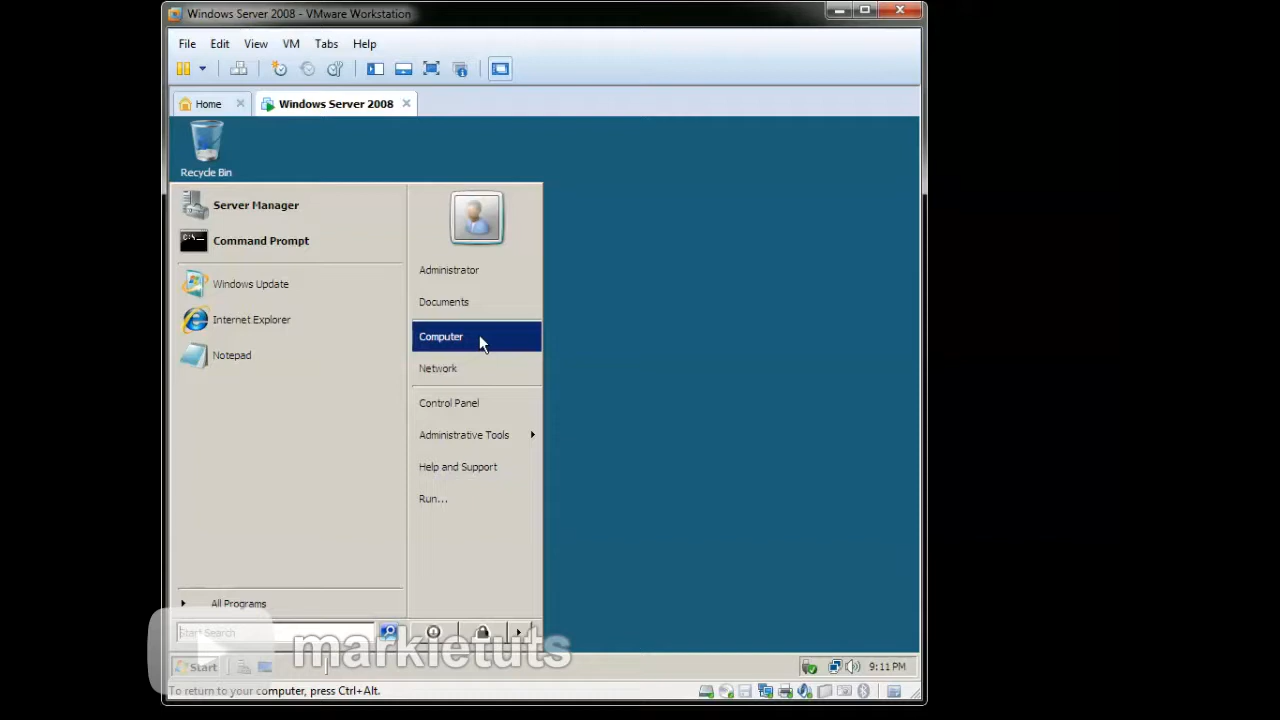 Windows Server 2008 - VMware Workstation
File Edit View VM Tabs Help
Home Windows Server 2008
Recycle Bin
Server Manager
Command Prompt
Windows Update
Internet Explorer
Notepad
All Programs
Start Search
Administrator
Documents
Computer
Network
Control Panel
Administrative Tools
Help and Support
Run...
markietuts
Start
9:11 PM
To return to your computer, press Ctrl+Alt.